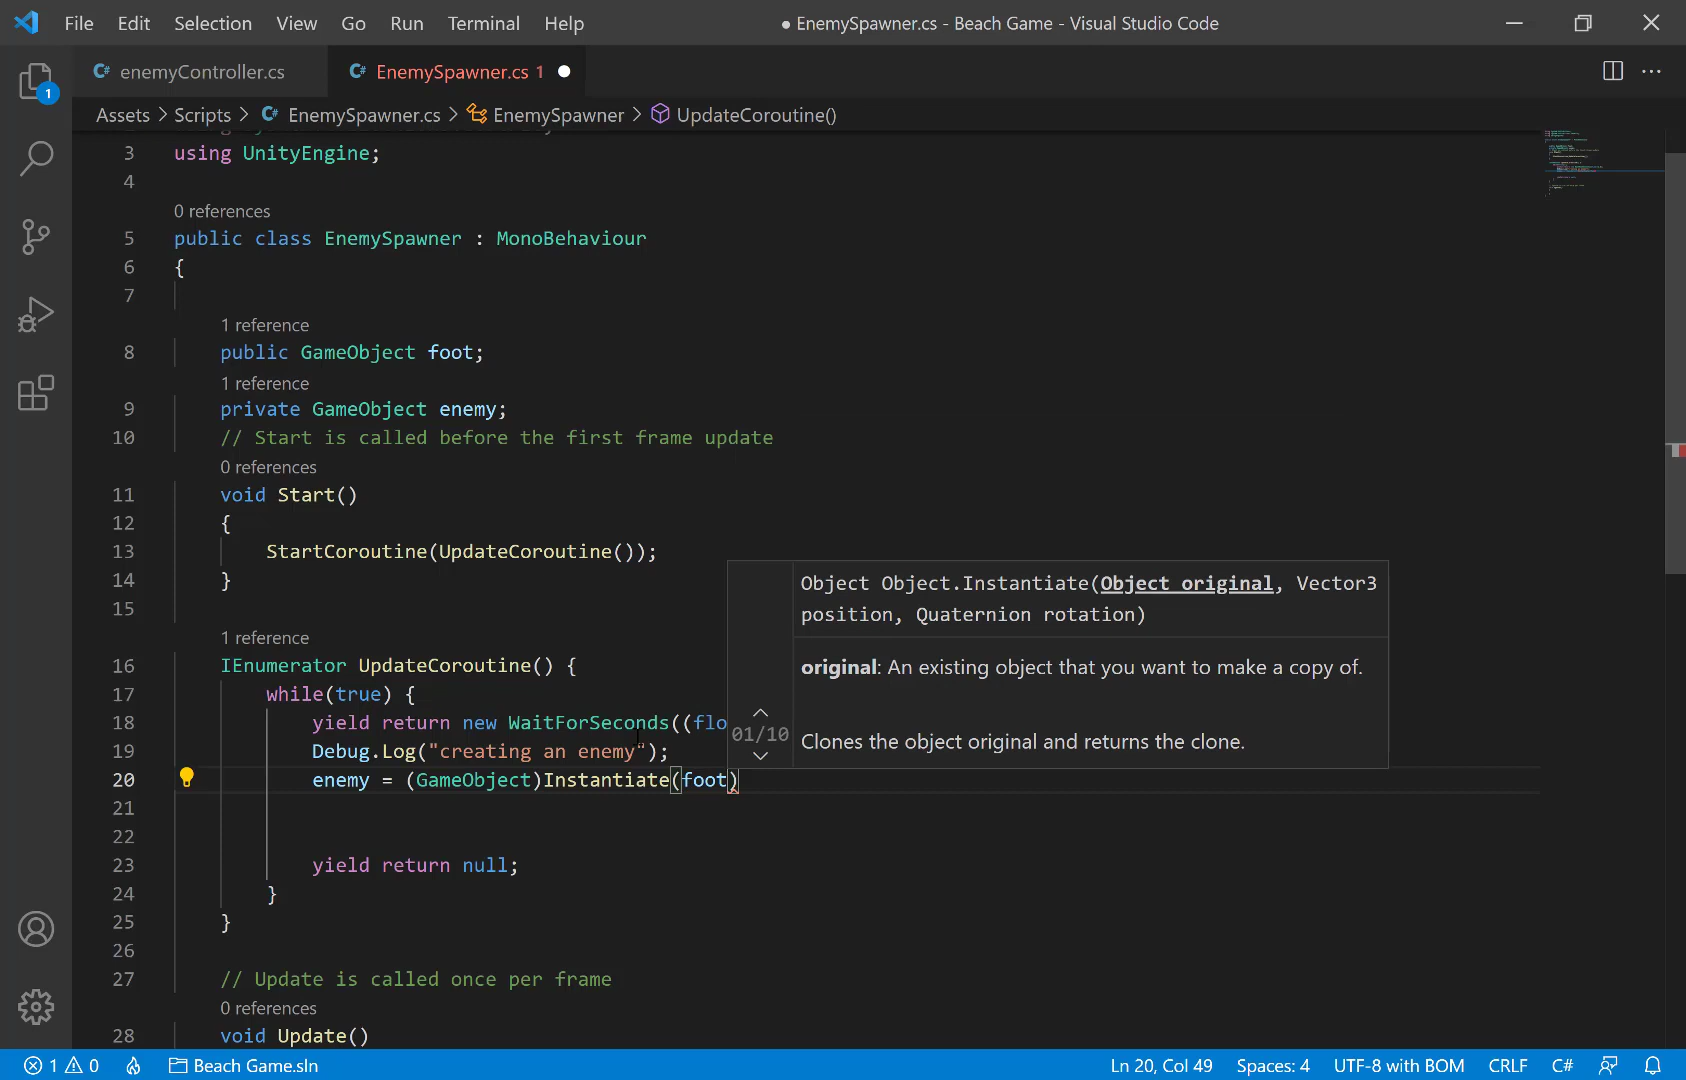 File Edit Selection View Go Run Terminal Help ● EnemySpawner.cs - Beach Game - Visual Studio Code
enemyController.cs EnemySpawner.cs 1
Assets > Scripts > EnemySpawner.cs > EnemySpawner > UpdateCoroutine()
1
3 using UnityEngine;
4
0 references
5 public class EnemySpawner : MonoBehaviour
6 {
7
1 reference
8 public GameObject foot;
1 reference
9 private GameObject enemy;
10 // Start is called before the first frame update
0 references
11 void Start()
12 {
13 StartCoroutine(UpdateCoroutine());
14 }
15
1 reference
16 IEnumerator UpdateCoroutine() {
17 while(true) {
18 yield return new WaitForSeconds((flo
19 Debug.Log("creating an enemy");
20 enemy = (GameObject)Instantiate(foot)
21
22
23 yield return null;
24 }
25 }
26
27 // Update is called once per frame
0 references
28 void Update()
Object Object.Instantiate(Object original, Vector3
position, Quaternion rotation)
original: An existing object that you want to make a copy of.
01/10
Clones the object original and returns the clone.
1 0 Beach Game.sln Ln 20, Col 49 Spaces: 4 UTF-8 with BOM CRLF C#